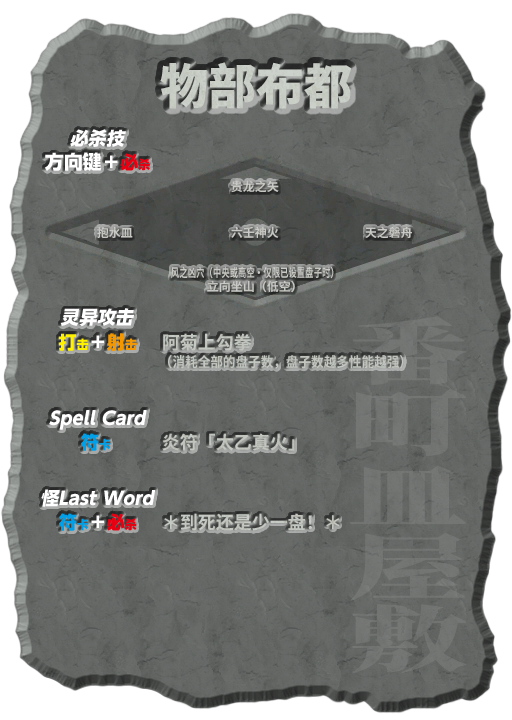 物部布都
必杀技
方向键＋必杀
贵龙之矢
抱永皿
六壬神火
天之磐舟
风之凶穴（中央或高空·仅限已设置盘子时）
立向坐山（低空）
灵异攻击
打击＋射击
阿菊上勾拳
（消耗全部的盘子数，盘子数越多性能越强）
Spell Card
符卡
炎符「太乙真火」
怪Last Word
符卡＋必杀
＊到死还是少一盘！＊
番町皿屋敷